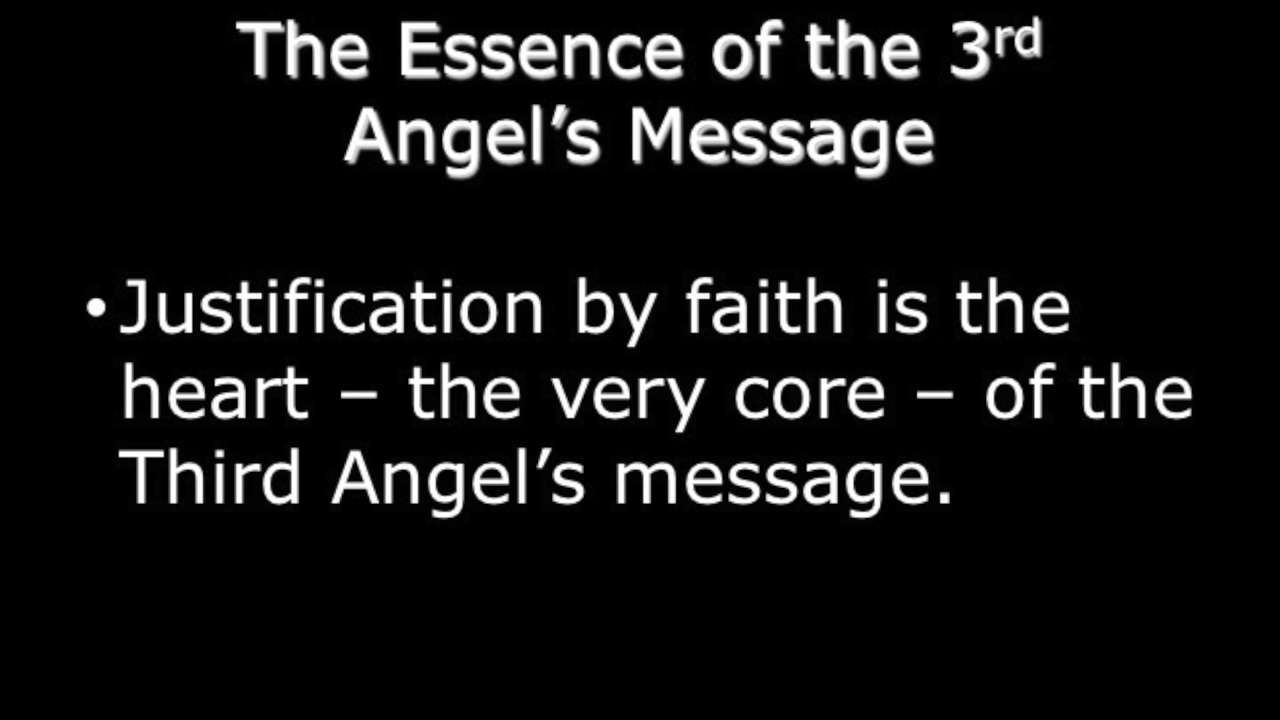 The Essence of the 3rd
Angel’s Message
•Justification by faith is the
heart – the very core – of the
Third Angel’s message.